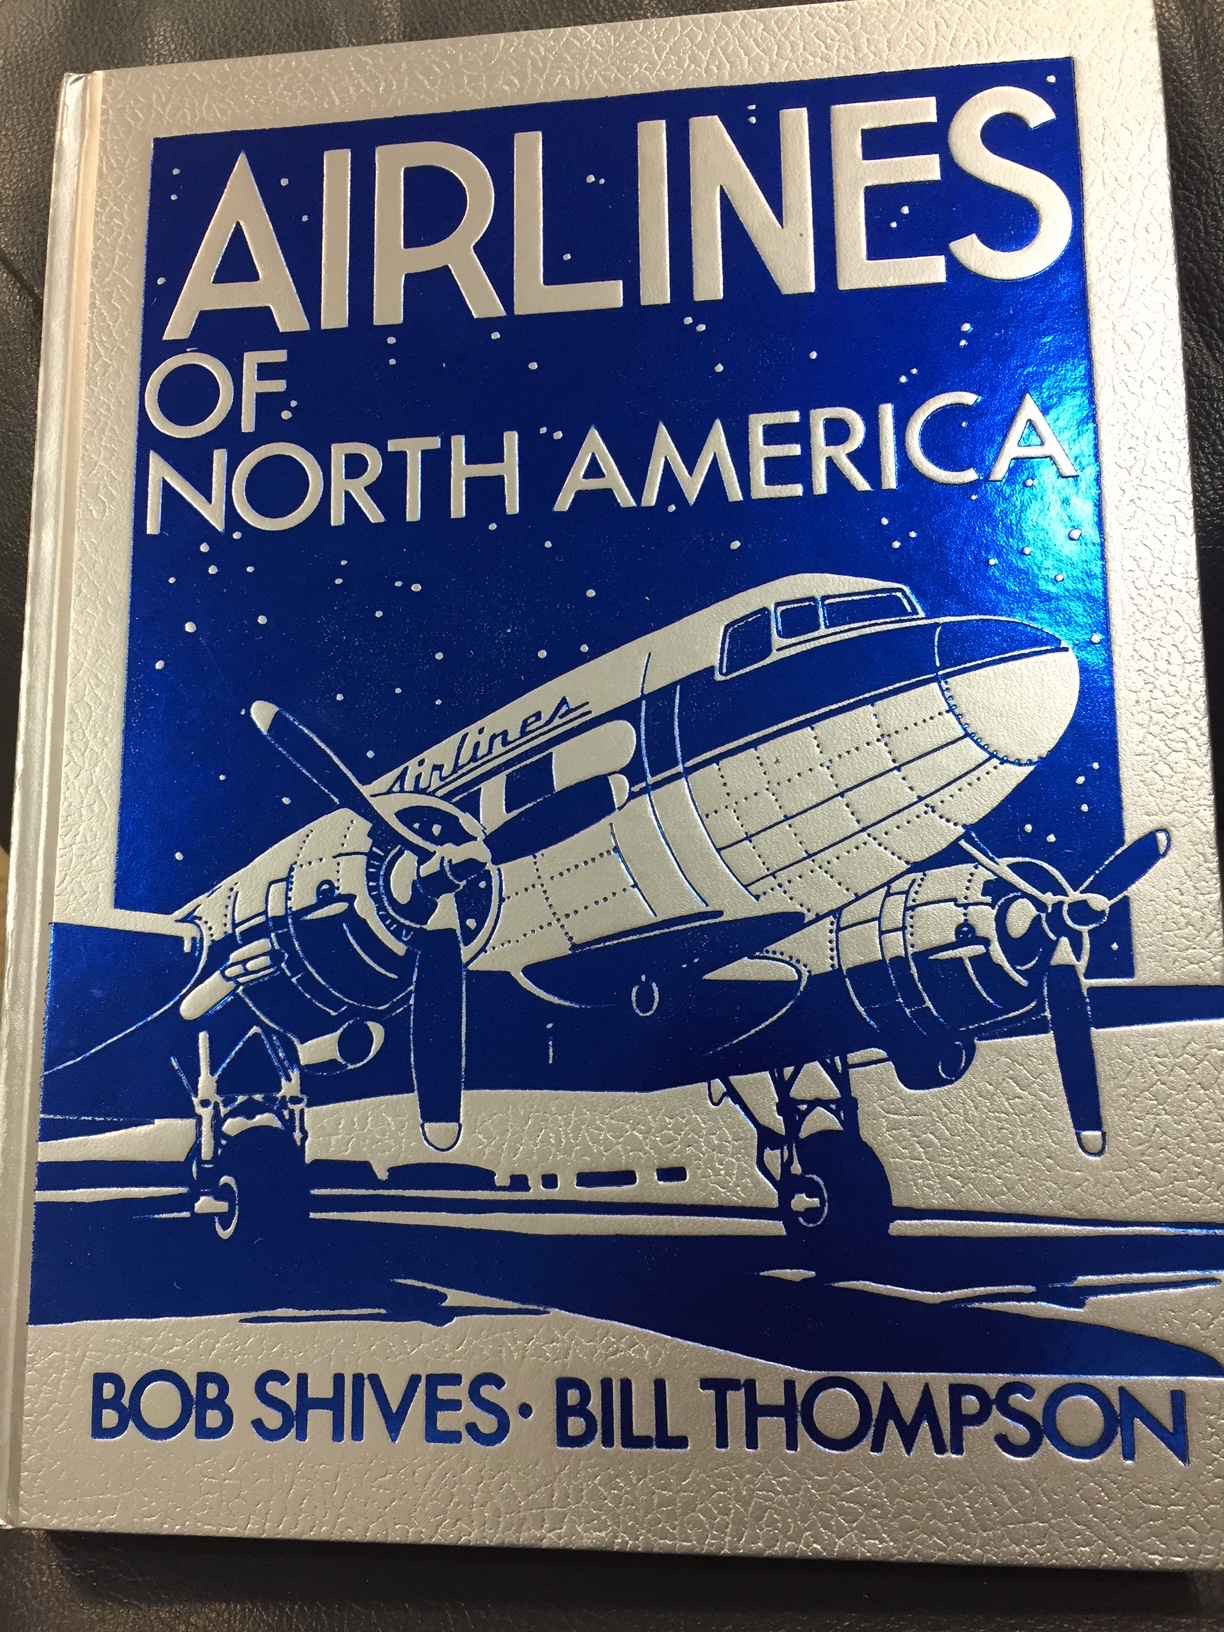 AIRLINES
OF
NORTH AMERICA
Airlines
BOB SHIVES · BILL THOMPSON